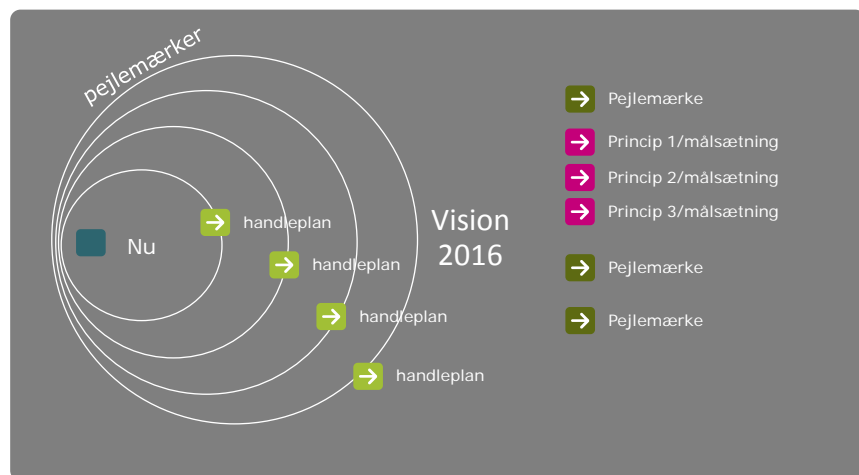 pejlemærker
Nu
handleplan
handleplan
handleplan
handleplan
Vision
2016
Pejlemærke
Princip 1/målsætning
Princip 2/målsætning
Princip 3/målsætning
Pejlemærke
Pejlemærke